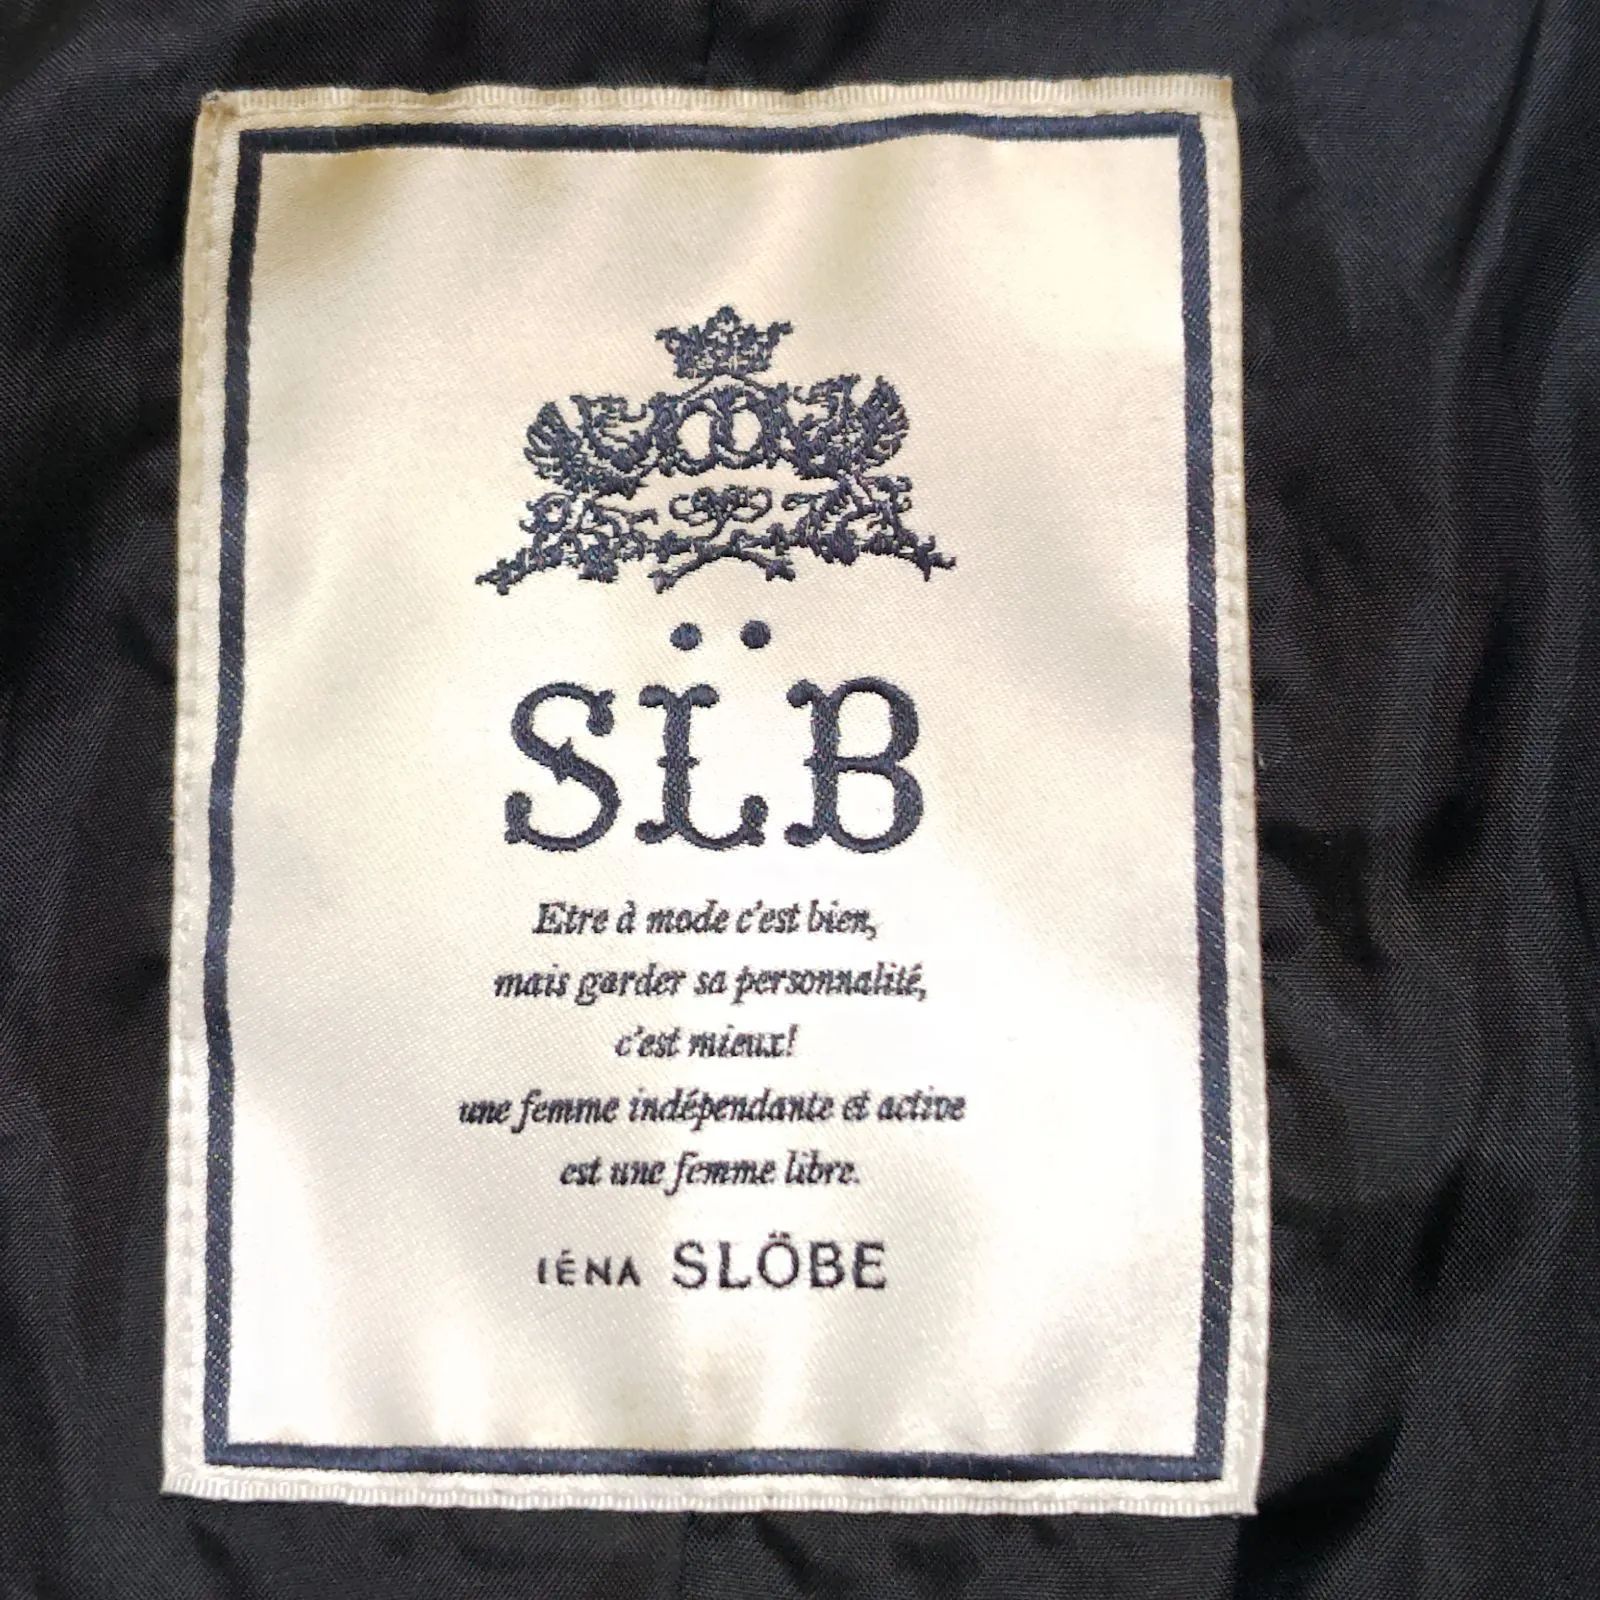 SL̈B
Etre à mode c'est bien,
mais garder sa personnalité,
c'est mieux!
une femme indépendante et active
est une femme libre.
IÉNA SLÖBE